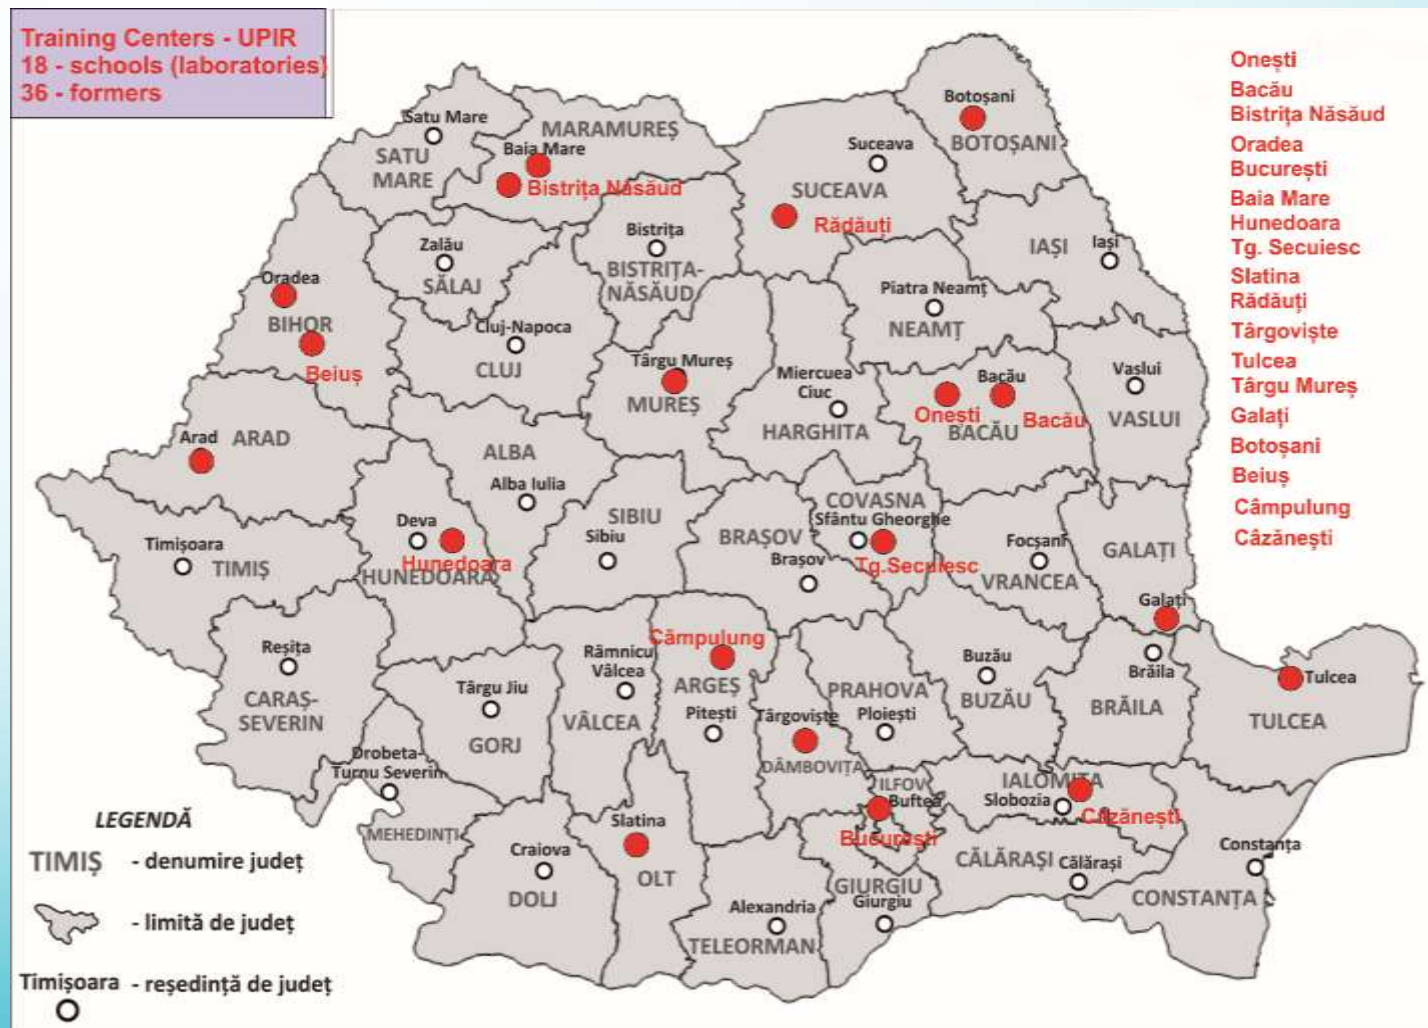 Training Centers - UPIR
18 - schools (laboratories)
36 - formers
Onești
Bacău
Bistrița Năsăud
Oradea
București
Baia Mare
Hunedoara
Tg. Secuiesc
Slatina
Rădăuți
Târgoviște
Tulcea
Târgu Mureș
Galați
Botoșani
Beiuș
Câmpulung
Câzănești
Satu Mare
SATU
MARE
MARAMUREȘ
Baia Mare
Bistrița Năsăud
Botoșani
BOTOȘANI
Suceava
SUCEAVA
Rădăuți
Zalău
SĂLAJ
Bistrița
BISTRIȚA-
NĂSĂUD
IAȘI
Iași
Oradea
BIHOR
Beiuș
Cluj-Napoca
CLUJ
Piatra Neamț
NEAMȚ
Târgu Mureș
MUREȘ
Miercuea
Ciuc
HARGHITA
Bacău
Onești
Bacău
BACĂU
Vaslui
VASLUI
Arad
ARAD
ALBA
Alba Iulia
Deva
Hunedoara
HUNEDOARA
SIBIU
Sibiu
BRAȘOV
Brașov
COVASNA
Sfântu Gheorghe
Tg.Secuiesc
Focșani
VRANCEA
GALAȚI
Galați
Timișoara
TIMIȘ
Reșița
CARAȘ-
SEVERIN
Târgu Jiu
GORJ
Râmnicu
Vâlcea
VÂLCEA
Câmpulung
ARGEȘ
Pitești
Târgoviște
DÂMBOVIȚA
PRAHOVA
Ploiești
Buzău
BUZĂU
Brăila
BRĂILA
Tulcea
TULCEA
Drobeta-
Turnu Severin
MEHEDINȚI
Craiova
DOLJ
Slatina
OLT
Alexandria
TELEORMAN
ILFOV
Buftea
București
GIURGIU
Giurgiu
IALOMIȚA
Slobozia
Câzănești
CĂLĂRAȘI
Călărași
Constanța
CONSTANȚA
LEGENDĂ
TIMIȘ - denumire județ
- limită de județ
Timișoara - reședință de județ